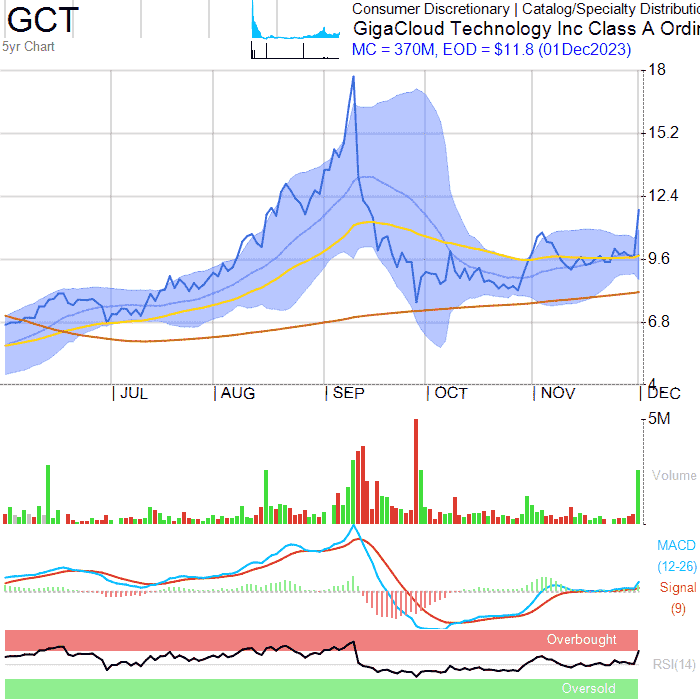 GCT
5yr Chart
Consumer Discretionary | Catalog/Specialty Distributio
GigaCloud Technology Inc Class A Ordin
MC = 370M, EOD = $11.8 (01Dec2023)
18
15.2
12.4
9.6
6.8
4
JUL
AUG
SEP
OCT
NOV
DEC
5M
Volume
MACD
(12-26)
Signal
(9)
Overbought
RSI(14)
Oversold